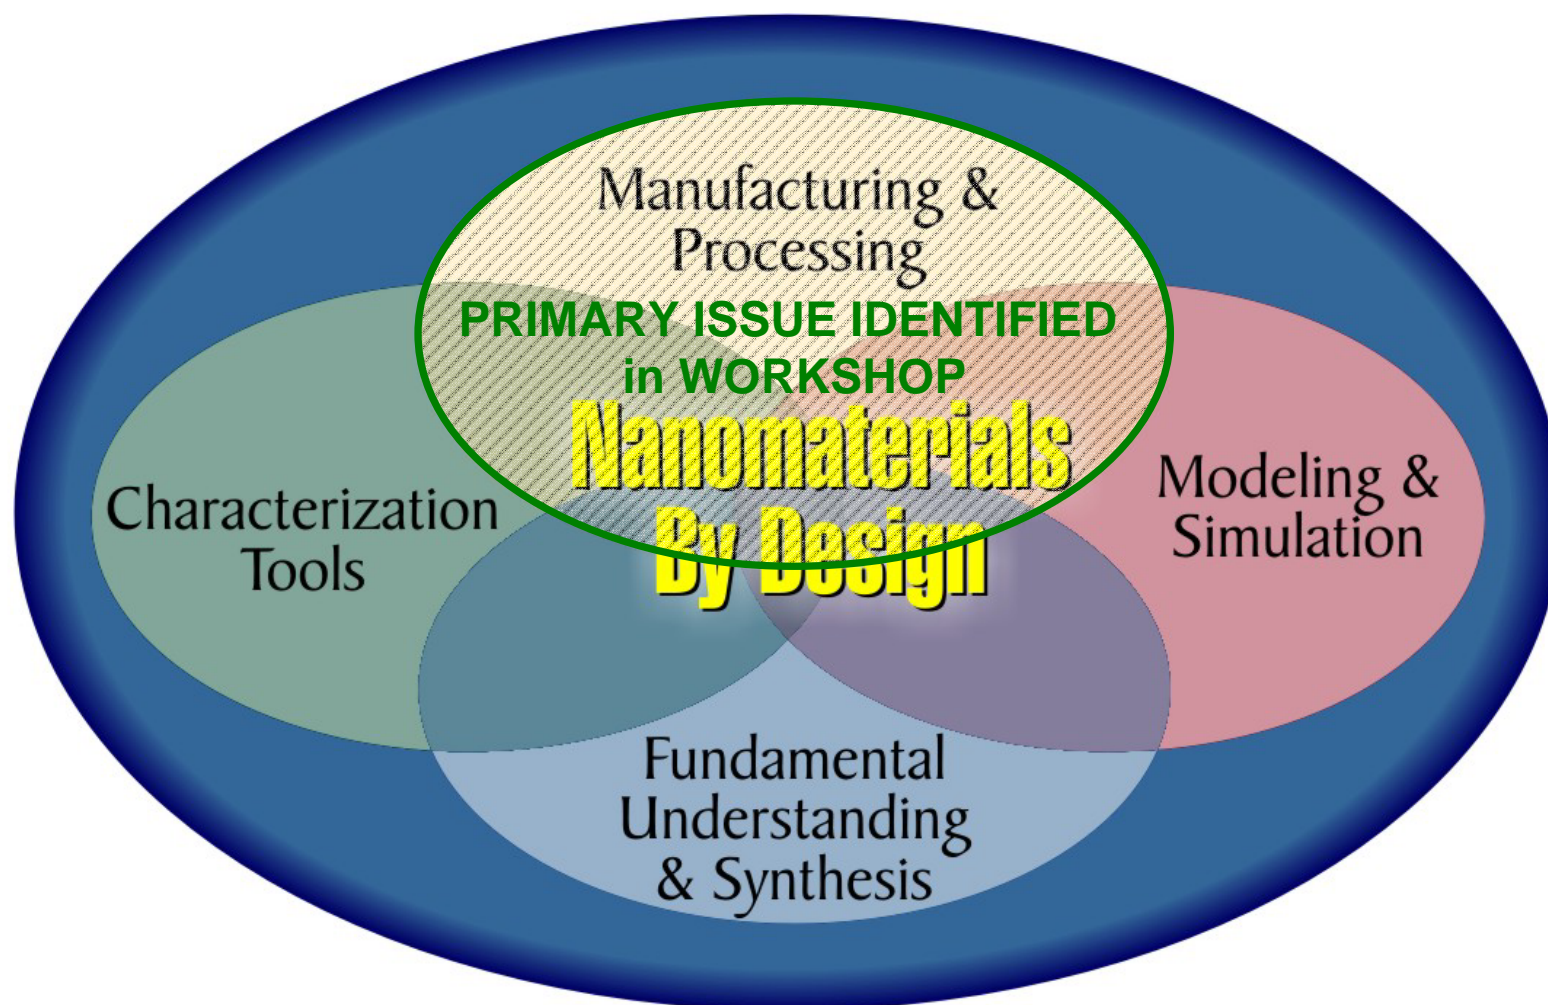 Manufacturing &
Processing
PRIMARY ISSUE IDENTIFIED
in WORKSHOP
Nanomaterials
By Design
Characterization
Tools
Modeling &
Simulation
Fundamental
Understanding
& Synthesis